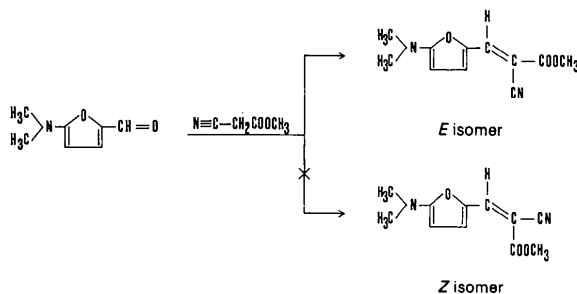 H
H₃C
N
O
C
C
COOCH₃
H₃C
CN
E isomer
H₃C
N
O
CH=O
H₃C
N≡C-CH₂COOCH₃
H
H₃C
N
O
C
C
CN
H₃C
COOCH₃
Z isomer